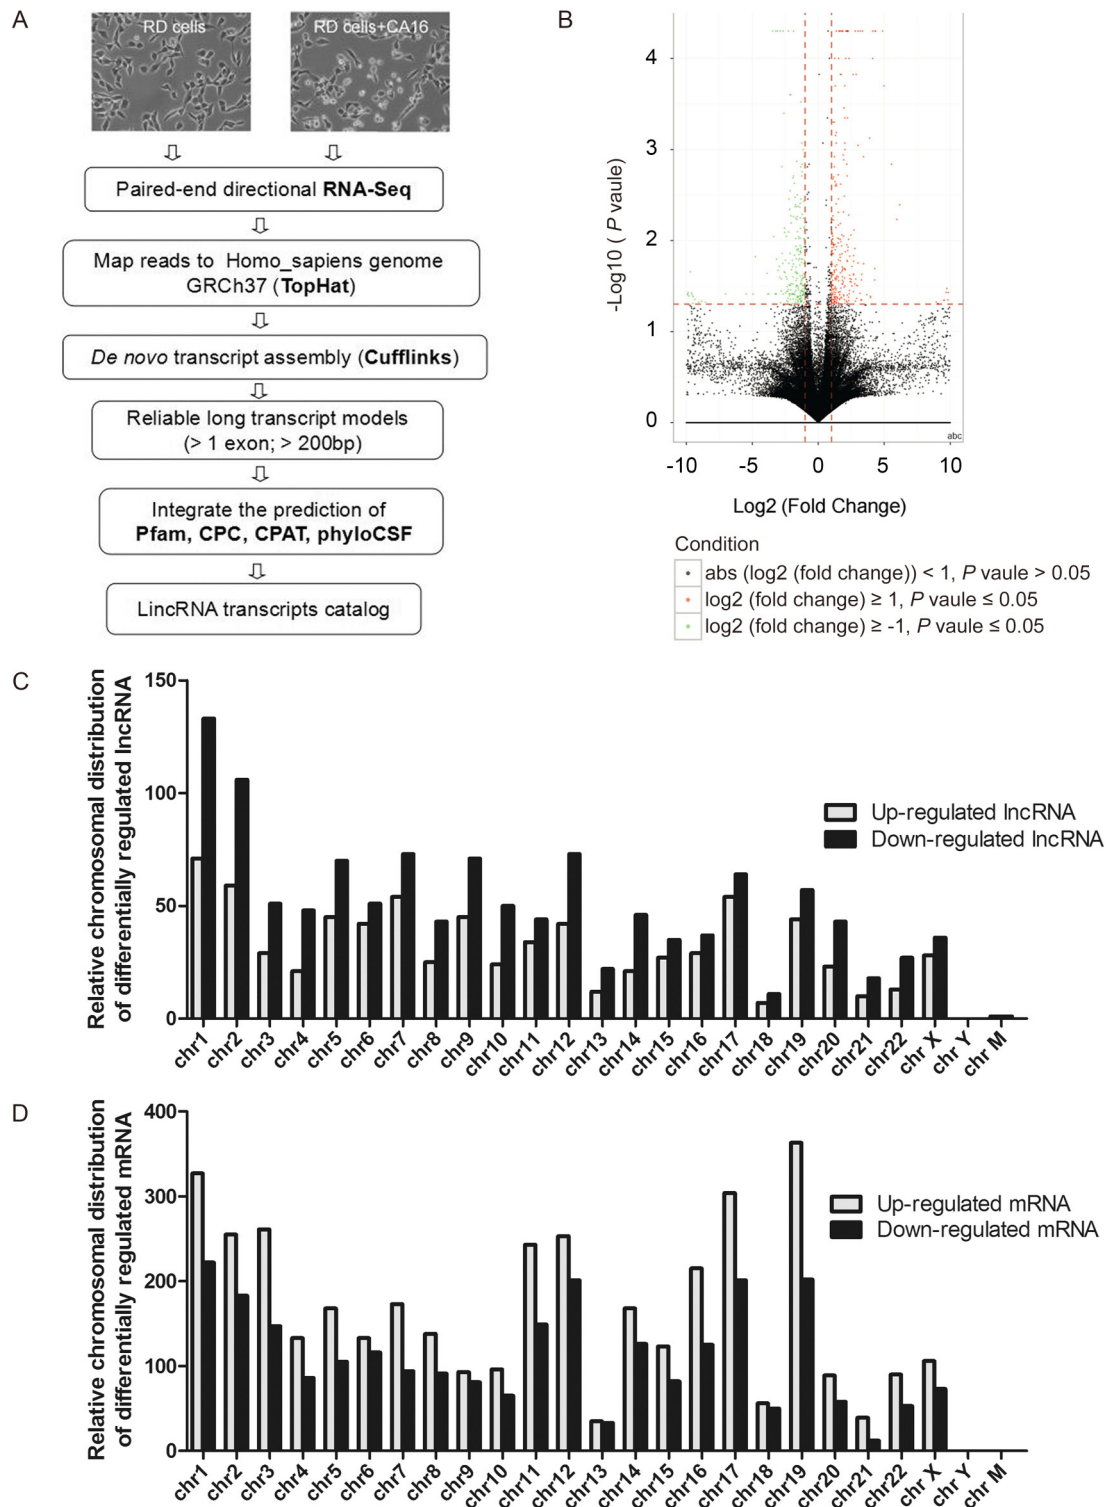 A
RD cells
RD cells+CA16
Paired-end directional RNA-Seq
Map reads to Homo_sapiens genome
GRCh37 (TopHat)
De novo transcript assembly (Cufflinks)
Reliable long transcript models
(> 1 exon; > 200bp)
Integrate the prediction of
Pfam, CPC, CPAT, phyloCSF
LincRNA transcripts catalog
B
-Log10 ( P vaule)
4
3
2
1
0
abc
-10
-5
0
5
10
Log2 (Fold Change)
Condition
abs (log2 (fold change)) < 1, P vaule > 0.05
log2 (fold change) ≥ 1, P vaule ≤ 0.05
log2 (fold change) ≥ -1, P vaule ≤ 0.05
C
Relative chromosomal distribution
of differentially regulated lncRNA
150
100
50
0
Up-regulated lncRNA
Down-regulated lncRNA
chr1
chr2
chr3
chr4
chr5
chr6
chr7
chr8
chr9
chr10
chr11
chr12
chr13
chr14
chr15
chr16
chr17
chr18
chr19
chr20
chr21
chr22
chr X
chr Y
chr M
D
Relative chromosomal distribution
of differentially regulated mRNA
400
300
200
100
0
Up-regulated mRNA
Down-regulated mRNA
chr1
chr2
chr3
chr4
chr5
chr6
chr7
chr8
chr9
chr10
chr11
chr12
chr13
chr14
chr15
chr16
chr17
chr18
chr19
chr20
chr21
chr22
chr X
chr Y
chr M